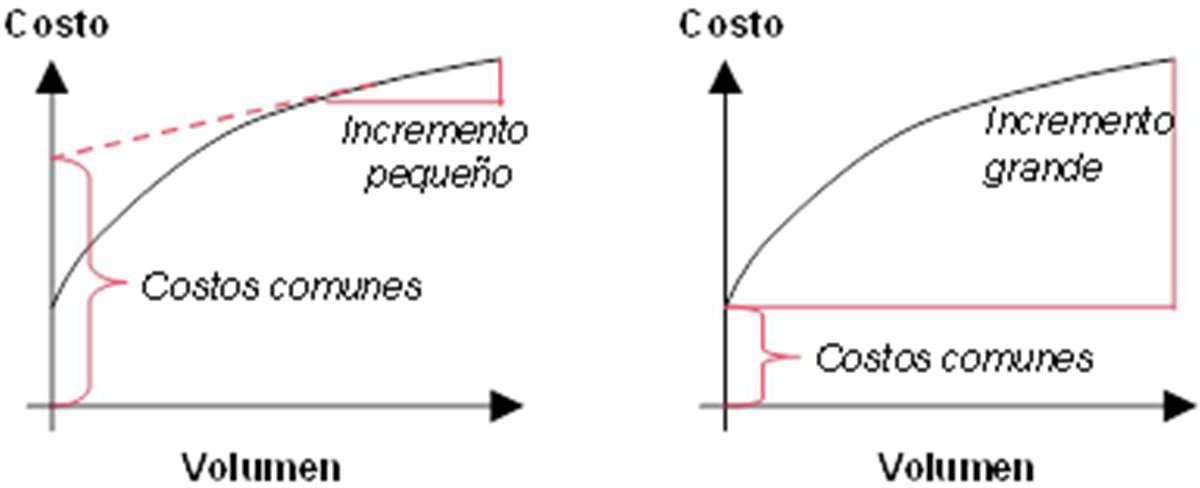 Costo
Incremento
pequeño
Costos comunes
Volumen
Costo
Incremento
grande
Costos comunes
Volumen